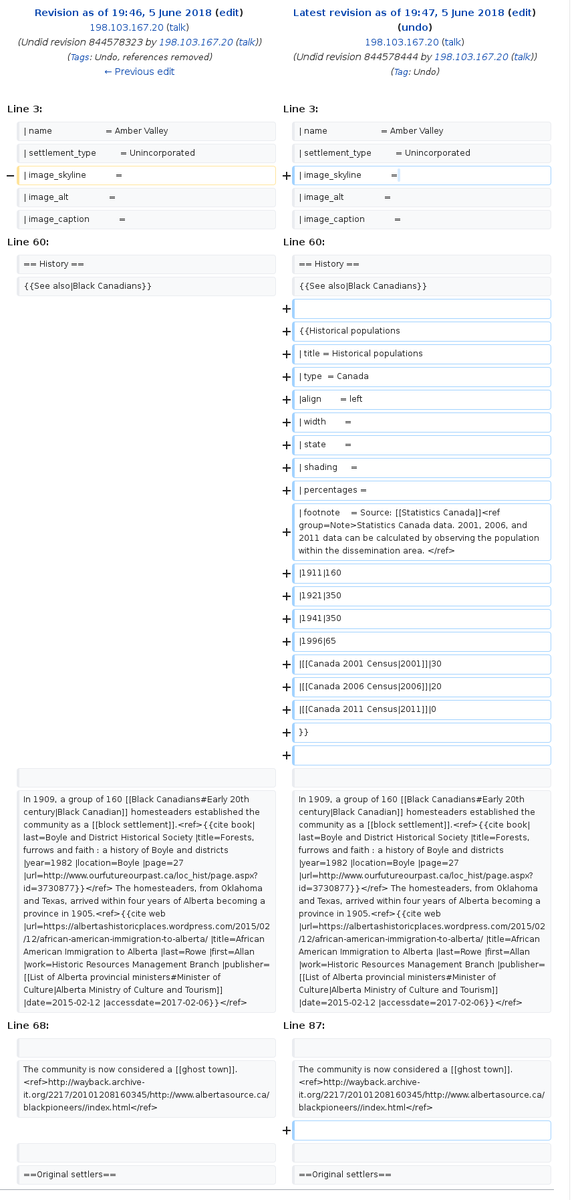 Revision as of 19:46, 5 June 2018 (edit)
198.103.167.20 (talk)
(Undid revision 844578323 by 198.103.167.20 (talk))
(Tags: Undo, references removed)
← Previous edit
Latest revision as of 19:47, 5 June 2018 (edit)
(undo)
198.103.167.20 (talk)
(Undid revision 844578444 by 198.103.167.20 (talk))
(Tag: Undo)
Line 3:
Line 3:
| name = Amber Valley
| name = Amber Valley
| settlement_type = Unincorporated
| settlement_type = Unincorporated
− | image_skyline =
+ | image_skyline =
| image_alt =
| image_alt =
| image_caption =
| image_caption =
Line 60:
Line 60:
== History ==
== History ==
{{See also|Black Canadians}}
{{See also|Black Canadians}}
+
+ {{Historical populations
+ | title = Historical populations
+ | type = Canada
+ |align = left
+ | width =
+ | state =
+ | shading =
+ | percentages =
+ | footnote = Source: [[Statistics Canada]]<ref
group=Note>Statistics Canada data. 2001, 2006, and
2011 data can be calculated by observing the population
within the dissemination area. </ref>
+ |1911|160
+ |1921|350
+ |1941|350
+ |1996|65
+ |[[Canada 2001 Census|2001]]|30
+ |[[Canada 2006 Census|2006]]|20
+ |[[Canada 2011 Census|2011]]|0
+ }}
+
In 1909, a group of 160 [[Black Canadians#Early 20th
century|Black Canadian]] homesteaders established the
community as a [[block settlement]].<ref>{{cite book|
last=Boyle and District Historical Society |title=Forests,
furrows and faith : a history of Boyle and districts
|year=1982 |location=Boyle |page=27
|url=http://www.ourfutureourpast.ca/loc_hist/page.aspx?
id=3730877}}</ref> The homesteaders, from Oklahoma
and Texas, arrived within four years of Alberta becoming a
province in 1905.<ref>{{cite web
|url=https://albertashistoricplaces.wordpress.com/2015/02
/12/african-american-immigration-to-alberta/ |title=African
American Immigration to Alberta |last=Rowe |first=Allan
|work=Historic Resources Management Branch |publisher=
[[List of Alberta provincial ministers#Minister of
Culture|Alberta Ministry of Culture and Tourism]]
|date=2015-02-12 |accessdate=2017-02-06}}</ref>
In 1909, a group of 160 [[Black Canadians#Early 20th
century|Black Canadian]] homesteaders established the
community as a [[block settlement]].<ref>{{cite book|
last=Boyle and District Historical Society |title=Forests,
furrows and faith : a history of Boyle and districts
|year=1982 |location=Boyle |page=27
|url=http://www.ourfutureourpast.ca/loc_hist/page.aspx?
id=3730877}}</ref> The homesteaders, from Oklahoma
and Texas, arrived within four years of Alberta becoming a
province in 1905.<ref>{{cite web
|url=https://albertashistoricplaces.wordpress.com/2015/02
/12/african-american-immigration-to-alberta/ |title=African
American Immigration to Alberta |last=Rowe |first=Allan
|work=Historic Resources Management Branch |publisher=
[[List of Alberta provincial ministers#Minister of
Culture|Alberta Ministry of Culture and Tourism]]
|date=2015-02-12 |accessdate=2017-02-06}}</ref>
Line 68:
Line 87:
The community is now considered a [[ghost town]].
<ref>http://wayback.archive-
it.org/2217/20101208160345/http://www.albertasource.ca/
blackpioneers//index.html</ref>
The community is now considered a [[ghost town]].
<ref>http://wayback.archive-
it.org/2217/20101208160345/http://www.albertasource.ca/
blackpioneers//index.html</ref>
+
==Original settlers==
==Original settlers==